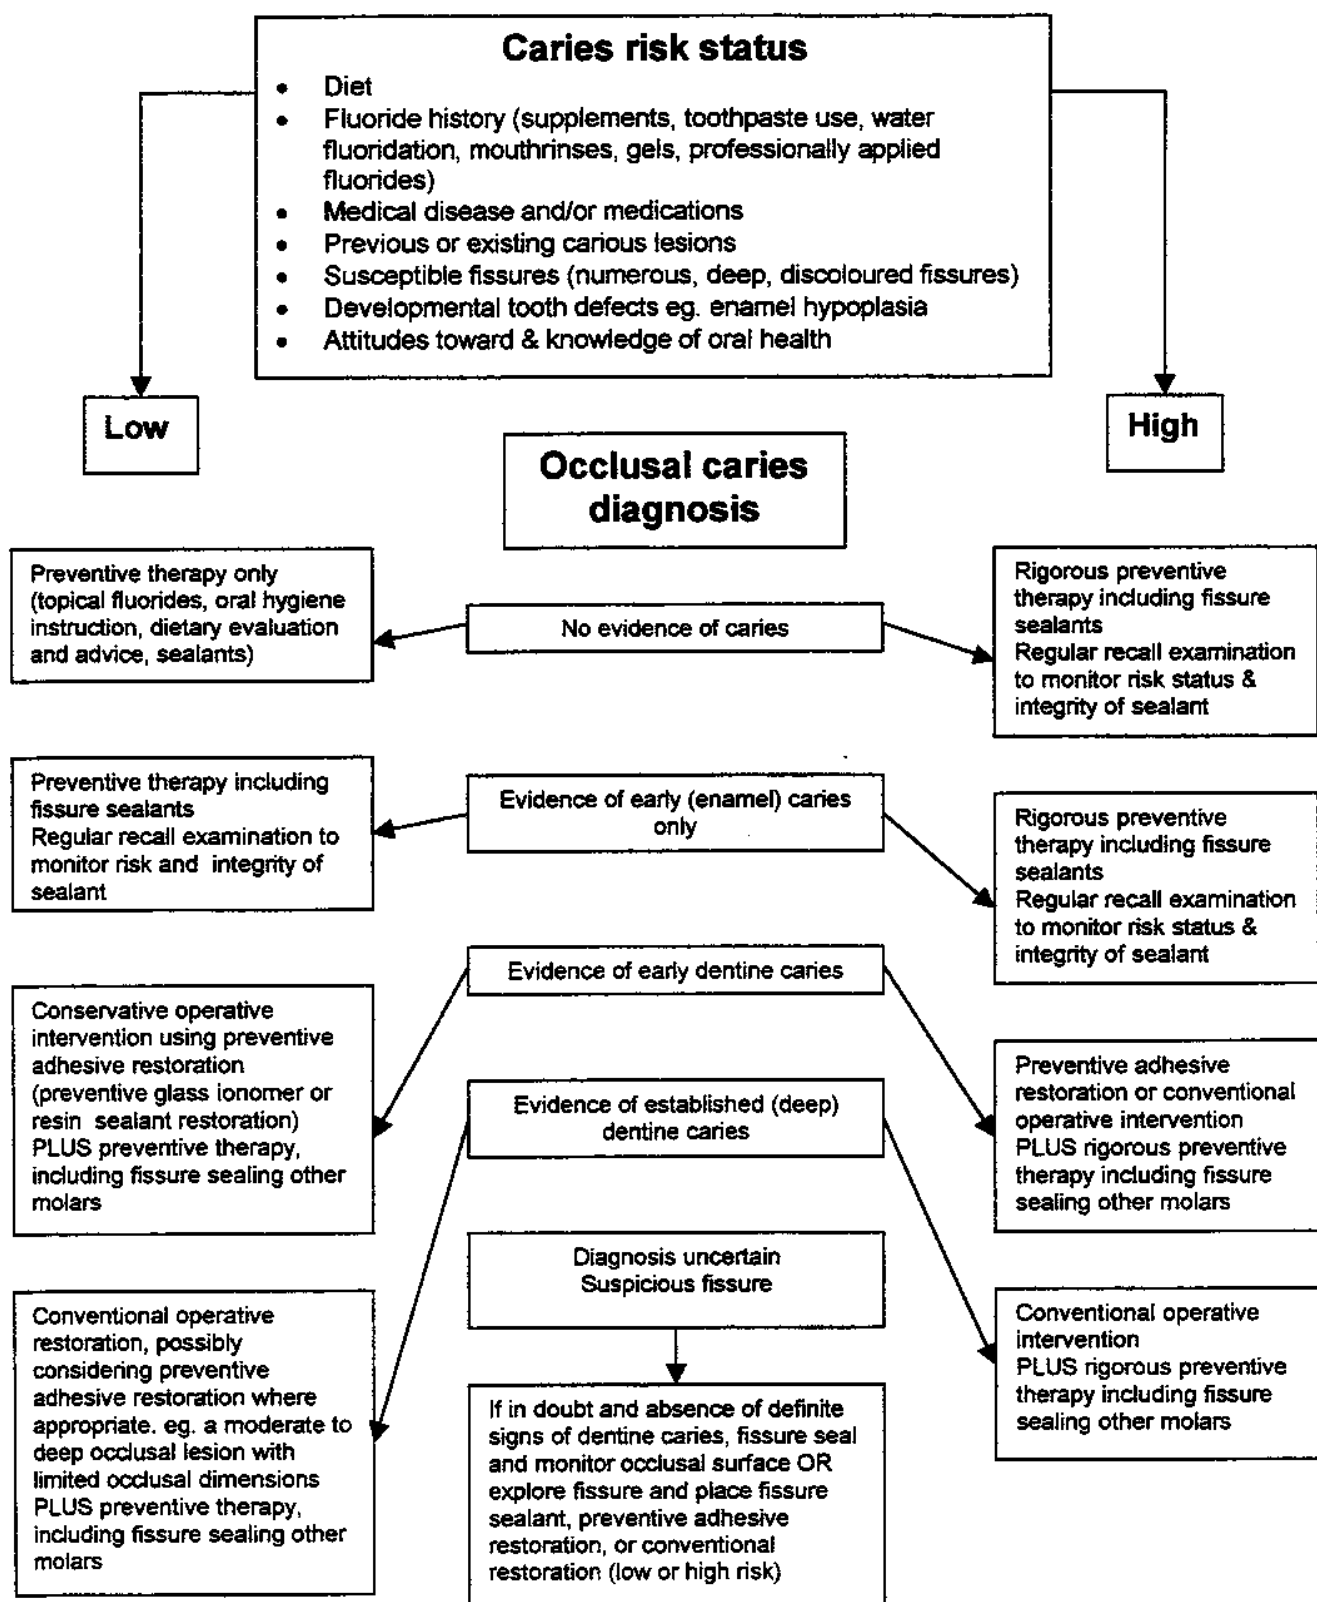 Caries risk status
• Diet
• Fluoride history (supplements, toothpaste use, water
fluoridation, mouthrinses, gels, professionally applied
fluorides)
• Medical disease and/or medications
• Previous or existing carious lesions
• Susceptible fissures (numerous, deep, discoloured fissures)
• Developmental tooth defects eg. enamel hypoplasia
• Attitudes toward & knowledge of oral health
Low
High
Occlusal caries
diagnosis
Preventive therapy only
(topical fluorides, oral hygiene
instruction, dietary evaluation
and advice, sealants)
No evidence of caries
Rigorous preventive
therapy including fissure
sealants
Regular recall examination
to monitor risk status &
integrity of sealant
Preventive therapy including
fissure sealants
Regular recall examination to
monitor risk and integrity of
sealant
Evidence of early (enamel) caries
only
Rigorous preventive
therapy including fissure
sealants
Regular recall examination
to monitor risk status &
integrity of sealant
Evidence of early dentine caries
Conservative operative
intervention using preventive
adhesive restoration
(preventive glass ionomer or
resin sealant restoration)
PLUS preventive therapy,
including fissure sealing other
molars
Preventive adhesive
restoration or conventional
operative intervention
PLUS rigorous preventive
therapy including fissure
sealing other molars
Evidence of established (deep)
dentine caries
Conventional operative
restoration, possibly
considering preventive
adhesive restoration where
appropriate. eg. a moderate to
deep occlusal lesion with
limited occlusal dimensions
PLUS preventive therapy,
including fissure sealing other
molars
Conventional operative
intervention
PLUS rigorous preventive
therapy including fissure
sealing other molars
Diagnosis uncertain
Suspicious fissure
If in doubt and absence of definite
signs of dentine caries, fissure seal
and monitor occlusal surface OR
explore fissure and place fissure
sealant, preventive adhesive
restoration, or conventional
restoration (low or high risk)